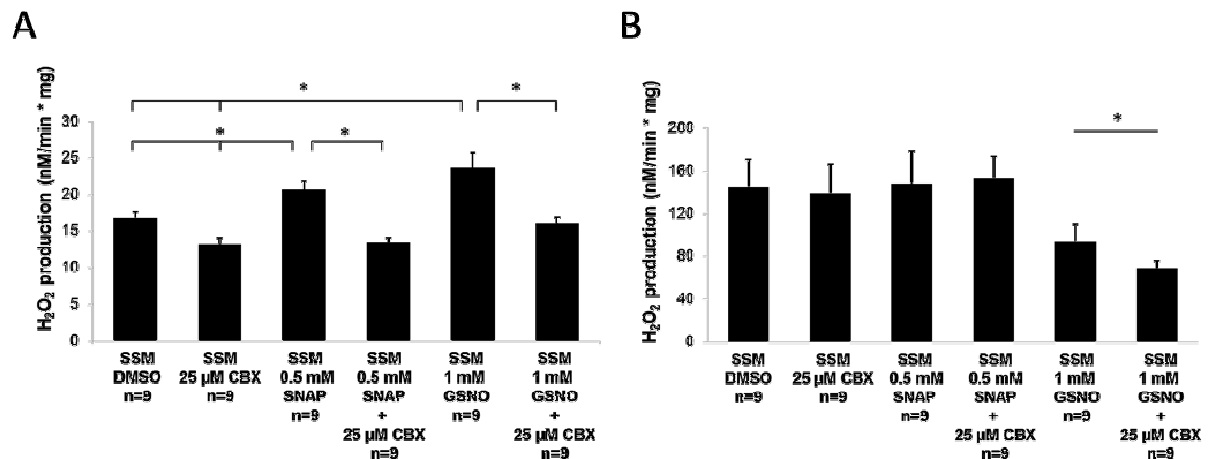 A
B
H₂O₂ production (nM/min * mg)
30
25
20
15
10
5
0
*
*
*
*
SSM
DMSO
n=9
SSM
25 µM CBX
n=9
SSM
0.5 mM
SNAP
n=9
SSM
0.5 mM
SNAP
+
25 µM CBX
n=9
SSM
1 mM
GSNO
n=9
SSM
1 mM
GSNO
+
25 µM CBX
n=9
H₂O₂ production (nM/min * mg)
200
160
120
80
40
0
*
SSM
DMSO
n=9
SSM
25 µM CBX
n=9
SSM
0.5 mM
SNAP
n=9
SSM
0.5 mM
SNAP
+
25 µM CBX
n=9
SSM
1 mM
GSNO
n=9
SSM
1 mM
GSNO
+
25 µM CBX
n=9